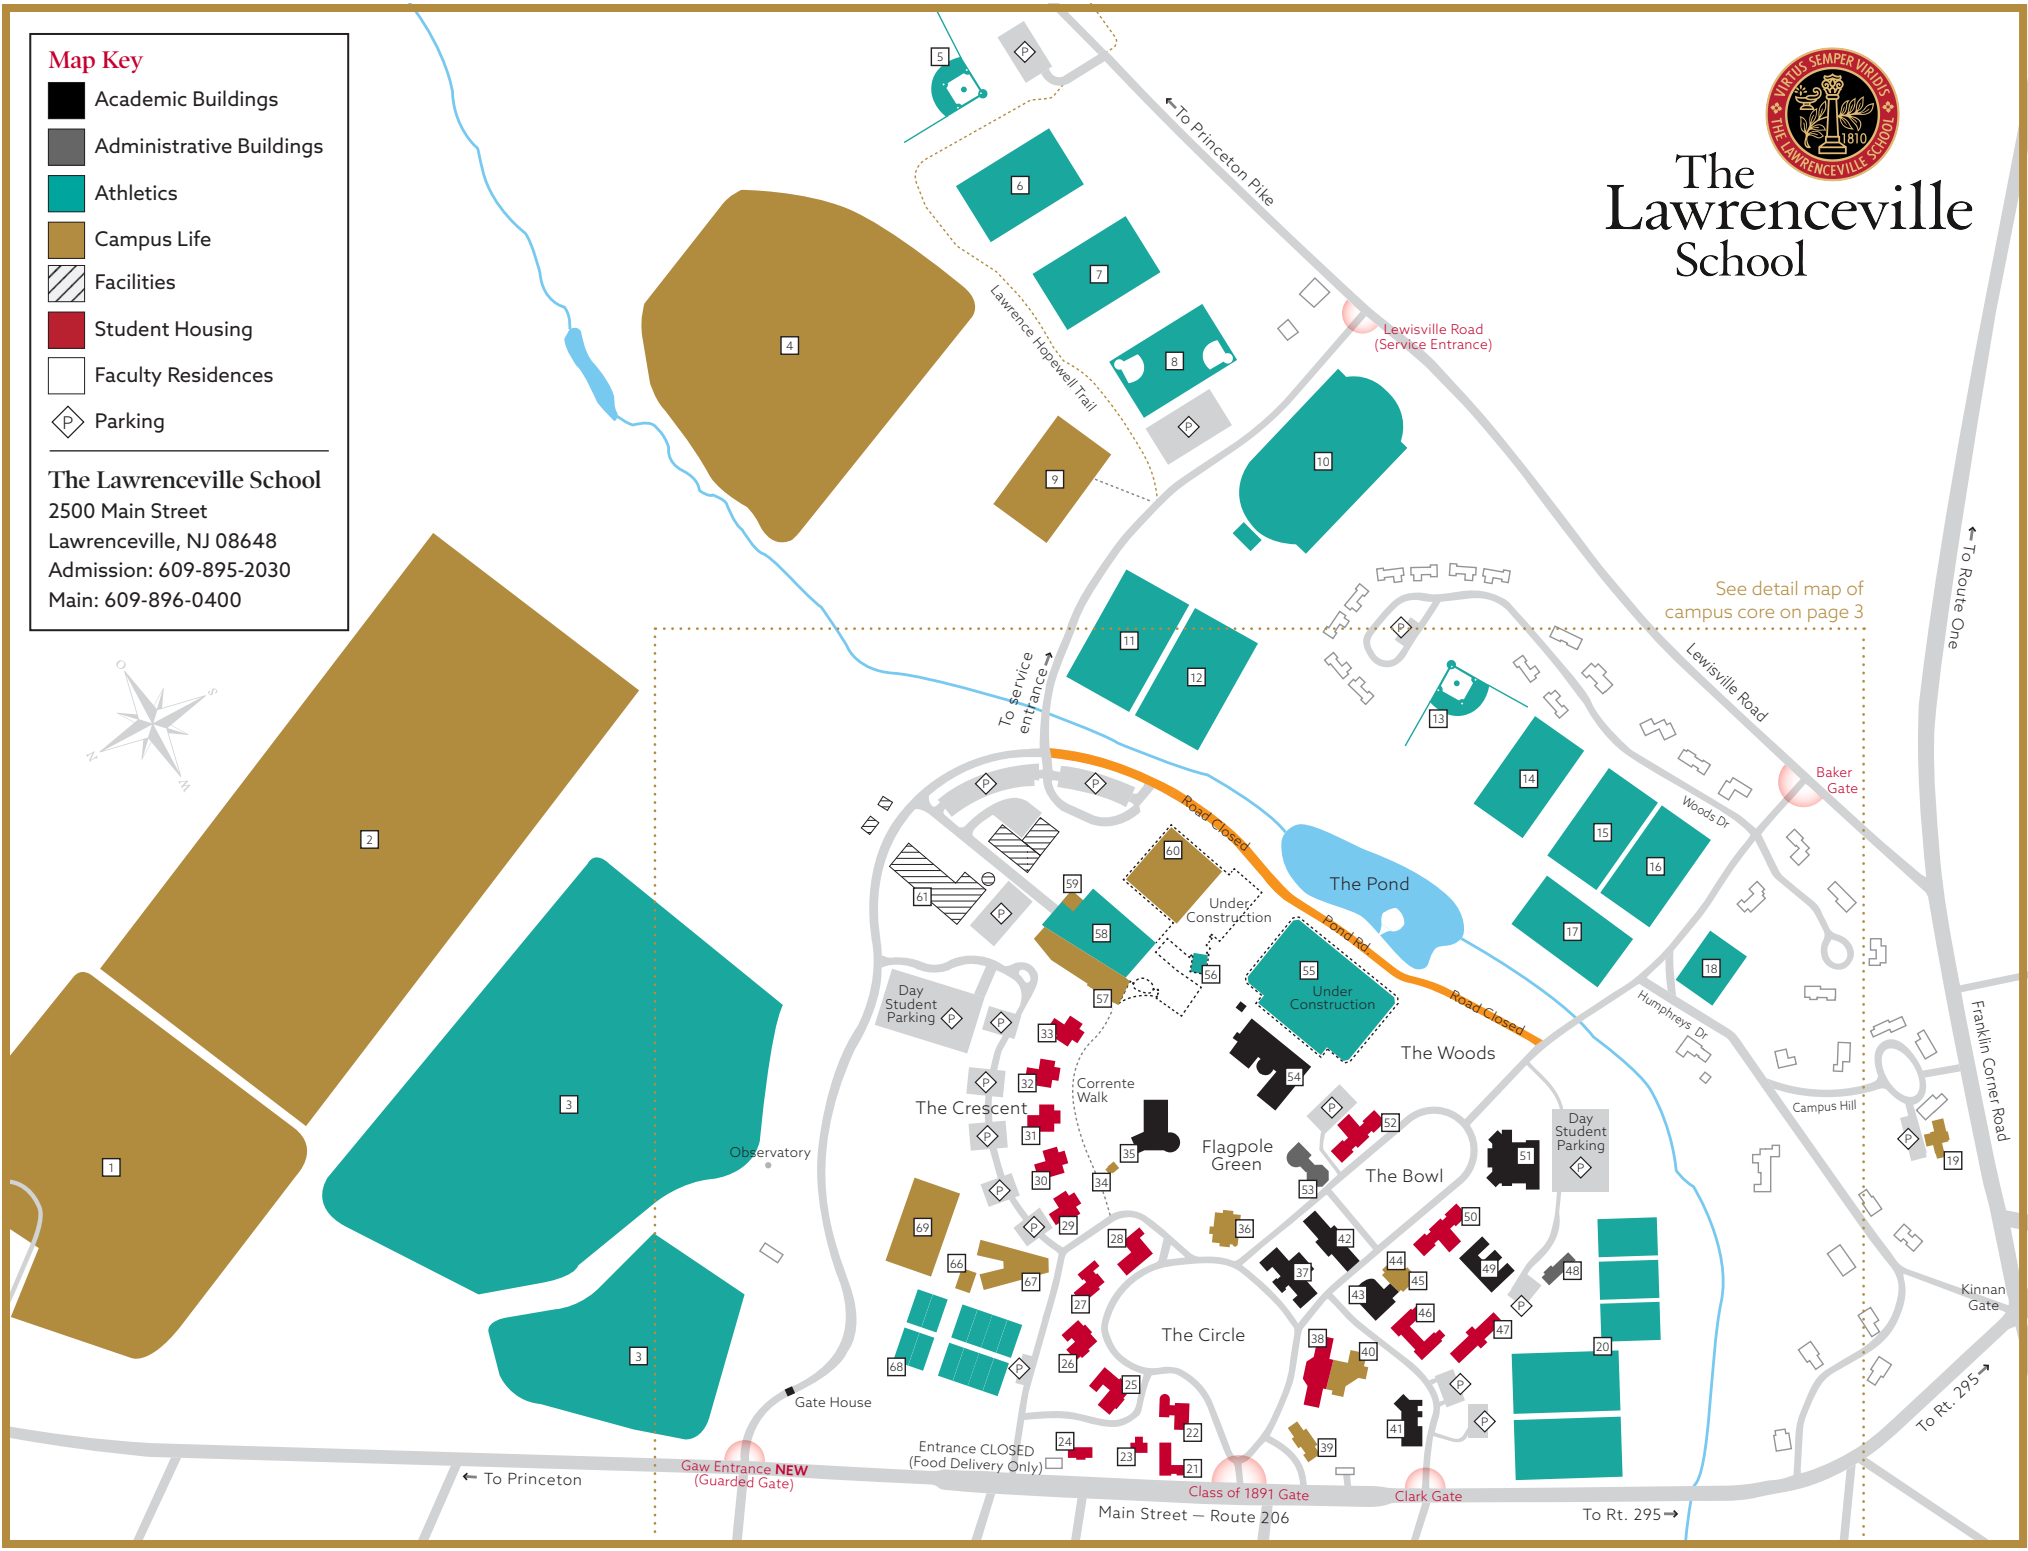 Map Key
Academic Buildings
Administrative Buildings
Athletics
Campus Life
Facilities
Student Housing
Faculty Residences
P Parking
The Lawrenceville School
2500 Main Street
Lawrenceville, NJ 08648
Admission: 609-895-2030
Main: 609-896-0400
VIRTUS SEMPER VIRIDIS
THE LAWRENCEVILLE SCHOOL
1810
The
Lawrenceville
School
5
P
←To Princeton Pike
6
7
Lawrence Hopewell Trail
8
P
4
9
10
Lewisville Road
(Service Entrance)
See detail map of
campus core on page 3
↑ To Route One
O
S
N
W
11
12
To service
entrance→
P
13
Lewisville Road
14
15
16
17
18
Woods Dr
Baker
Gate
2
P
P
Road Closed
60
59
Under
Construction
The Pond
61
P
58
56
57
Pond Rd.
55
Under
Construction
Road Closed
The Woods
Humphreys Dr
Franklin Corner Road
Campus Hill
P
19
Day
Student
Parking
P
P
33
32
P
The Crescent
Corrente
Walk
31
P
30
P
29
P
34
35
54
P
52
Flagpole
Green
53
The Bowl
51
Day
Student
Parking
P
1
3
Observatory
69
66
67
68
P
28
27
26
25
24
23
22
21
The Circle
36
37
42
43
44
45
46
47
48
49
50
P
38
40
39
41
P
P
20
Kinnan
Gate
To Rt. 295→
3
Gate House
Entrance CLOSED
(Food Delivery Only)
Gaw Entrance NEW
(Guarded Gate)
← To Princeton
Class of 1891 Gate
Clark Gate
Main Street — Route 206
To Rt. 295→